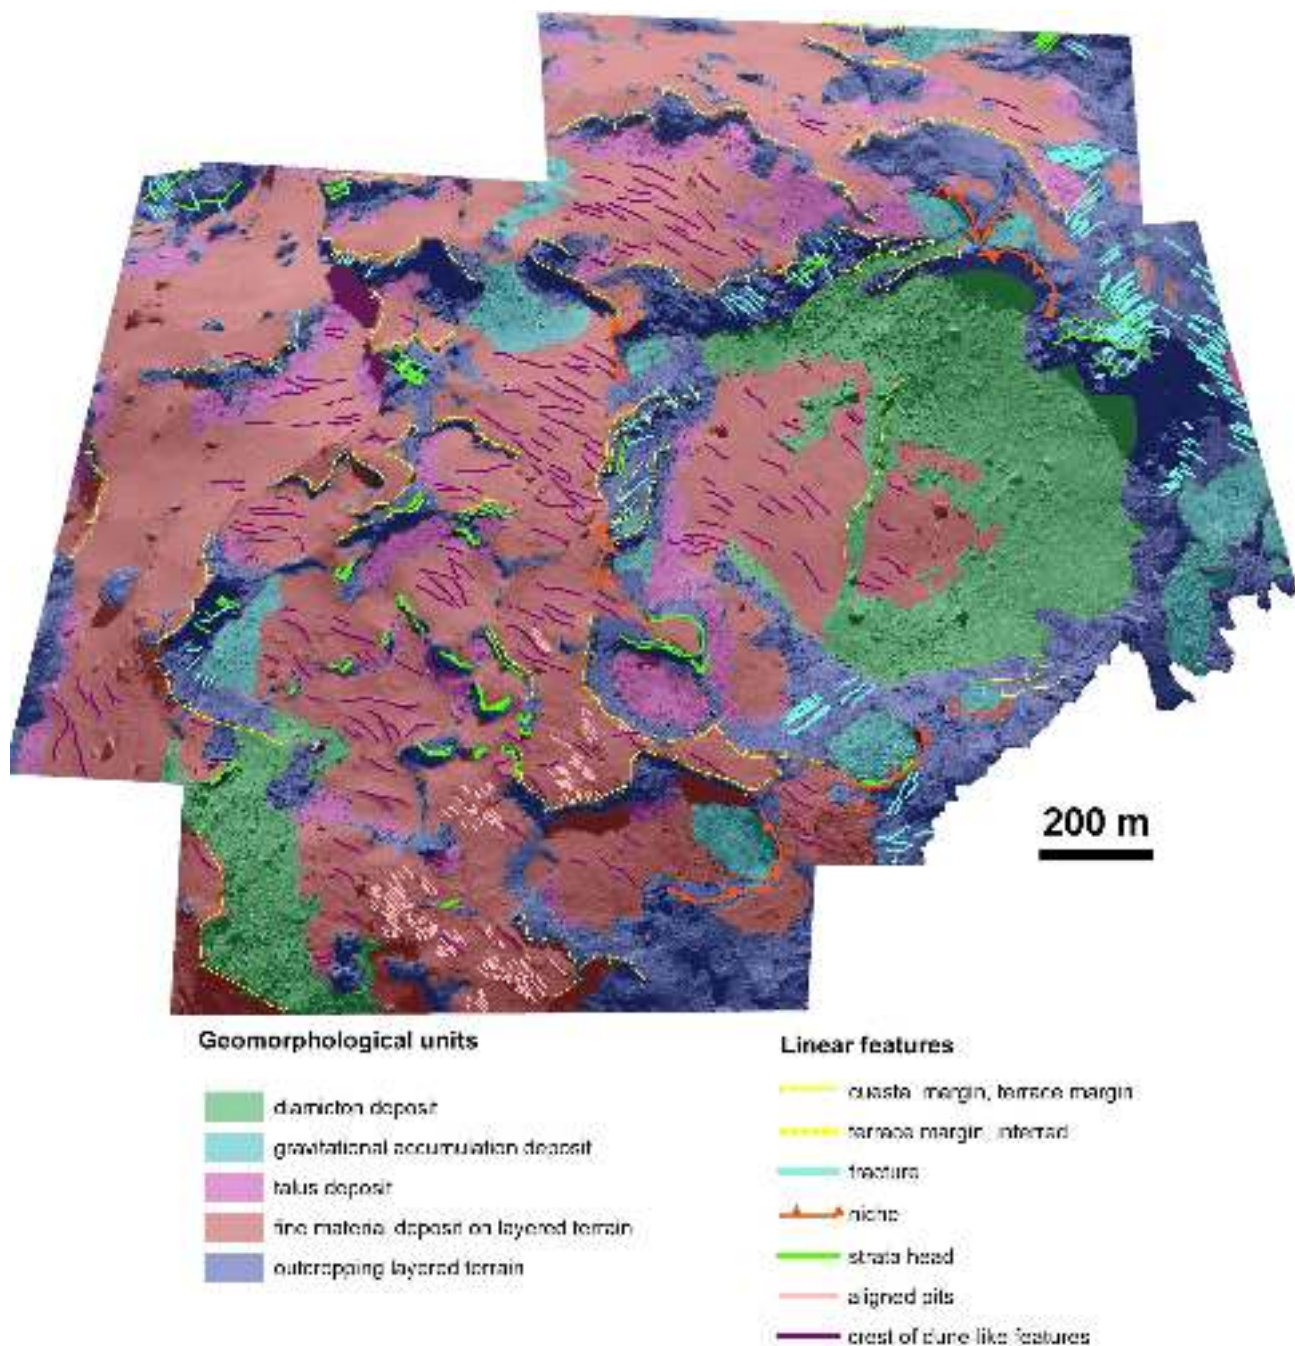 200 m
Geomorphological units
diamicton deposit
gravitational accumulation deposit
talus deposit
fine material deposit on layered terrain
outcropping layered terrain
Linear features
cuesta margin, terrace margin
terrace margin, inferred
fracture
niche
strata head
aligned pits
crest of dune like features